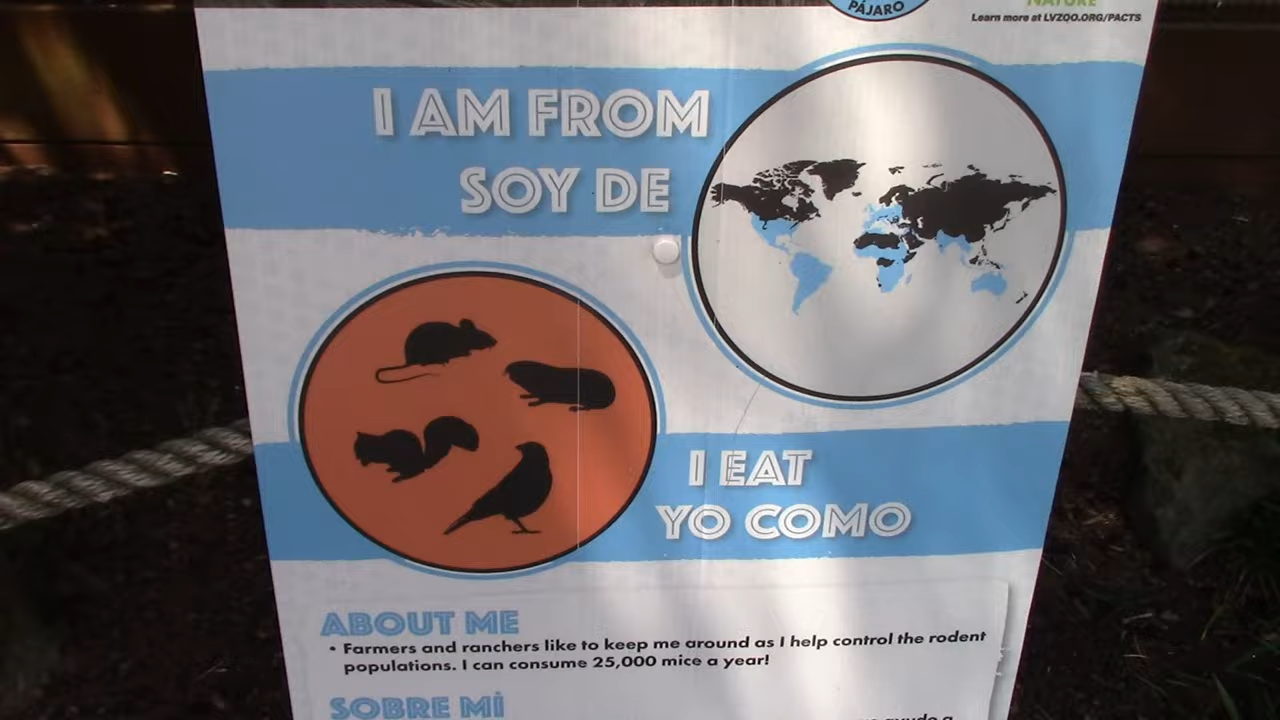 PÁJARO
NATURE
Learn more at LVZOO.ORG/PACTS
I AM FROM
SOY DE
I EAT
YO COMO
ABOUT ME
• Farmers and ranchers like to keep me around as I help control the rodent
populations. I can consume 25,000 mice a year!
SOBRE MÍ
ayudo a